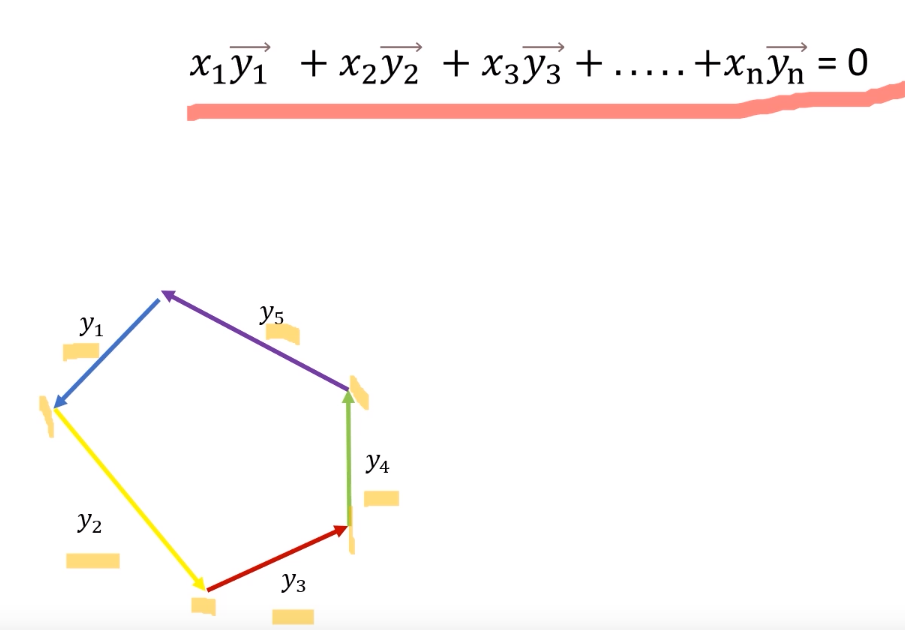 x₁y₁⃗ + x₂y₂⃗ + x₃y₃⃗ + ..... +xₙyₙ⃗ = 0
y₅
y₁
y₄
y₂
y₃